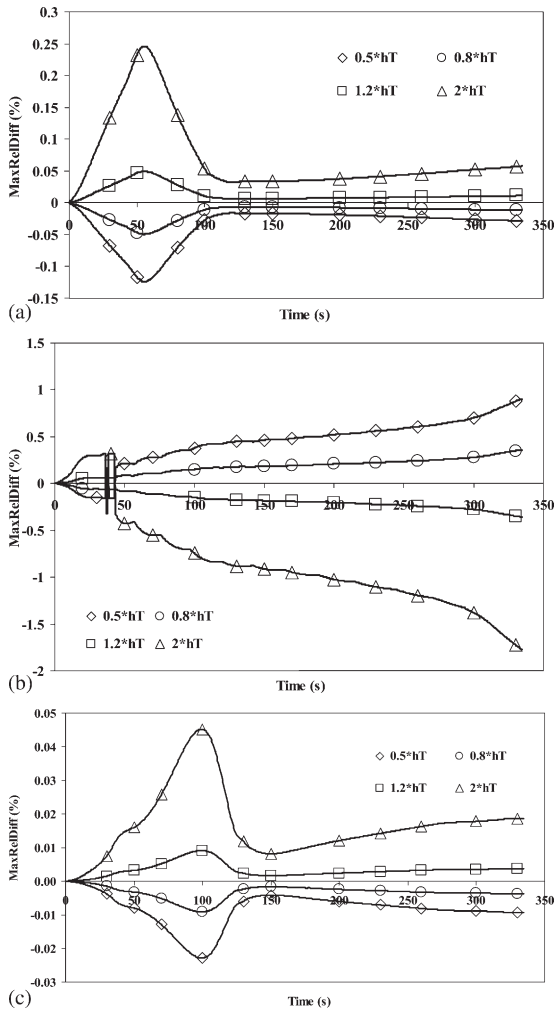 0.3
0.25
0.2
0.15
0.1
0.05
0
-0.05
-0.1
-0.15
MaxRelDiff (%)
0.5*hT 0.8*hT
1.2*hT 2*hT
0 50 100 150 200 250 300 350
Time (s)
(a)
1.5
1
0.5
0
-0.5
-1
-1.5
-2
MaxRelDiff (%)
0 50 100 150 200 250 300 350
0.5*hT 0.8*hT
1.2*hT 2*hT
Time (s)
(b)
0.05
0.04
0.03
0.02
0.01
0.00
-0.01
-0.02
-0.03
MaxRelDiff (%)
0.5*hT 0.8*hT
1.2*hT 2*hT
0 50 100 150 200 250 300 350
Time (s)
(c)